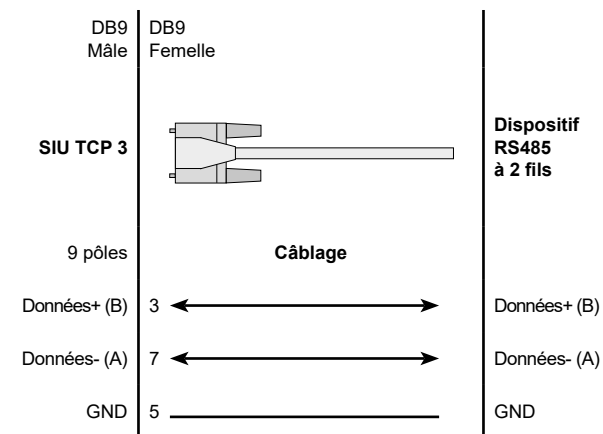 DB9 DB9
Mâle Femelle
SIU TCP 3
Dispositif
RS485
à 2 fils
9 pôles Câblage
Données+ (B) 3 Données+ (B)
Données- (A) 7 Données- (A)
GND 5 GND